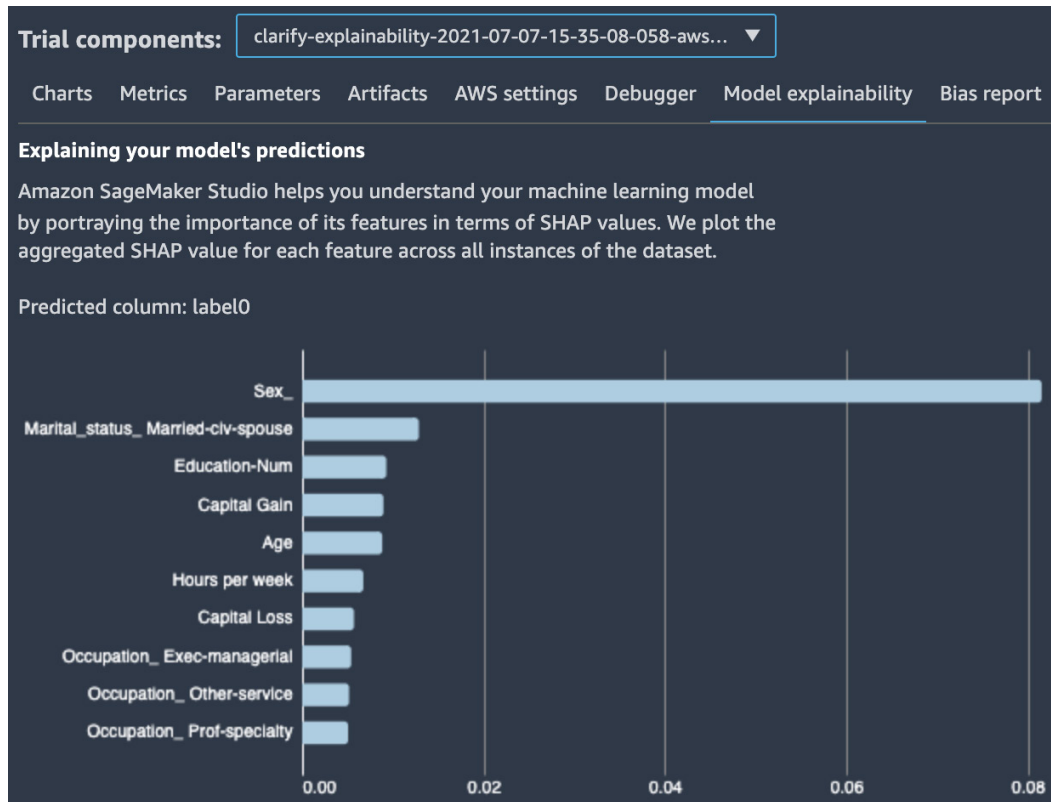 Trial components: clarify-explainability-2021-07-07-15-35-08-058-aws...
Charts Metrics Parameters Artifacts AWS settings Debugger Model explainability Bias report
Explaining your model's predictions
Amazon SageMaker Studio helps you understand your machine learning model
by portraying the importance of its features in terms of SHAP values. We plot the
aggregated SHAP value for each feature across all instances of the dataset.
Predicted column: label0
Sex_
Marital_status_ Married-civ-spouse
Education-Num
Capital Gain
Age
Hours per week
Capital Loss
Occupation_ Exec-managerial
Occupation_ Other-service
Occupation_ Prof-specialty
0.00 0.02 0.04 0.06 0.08